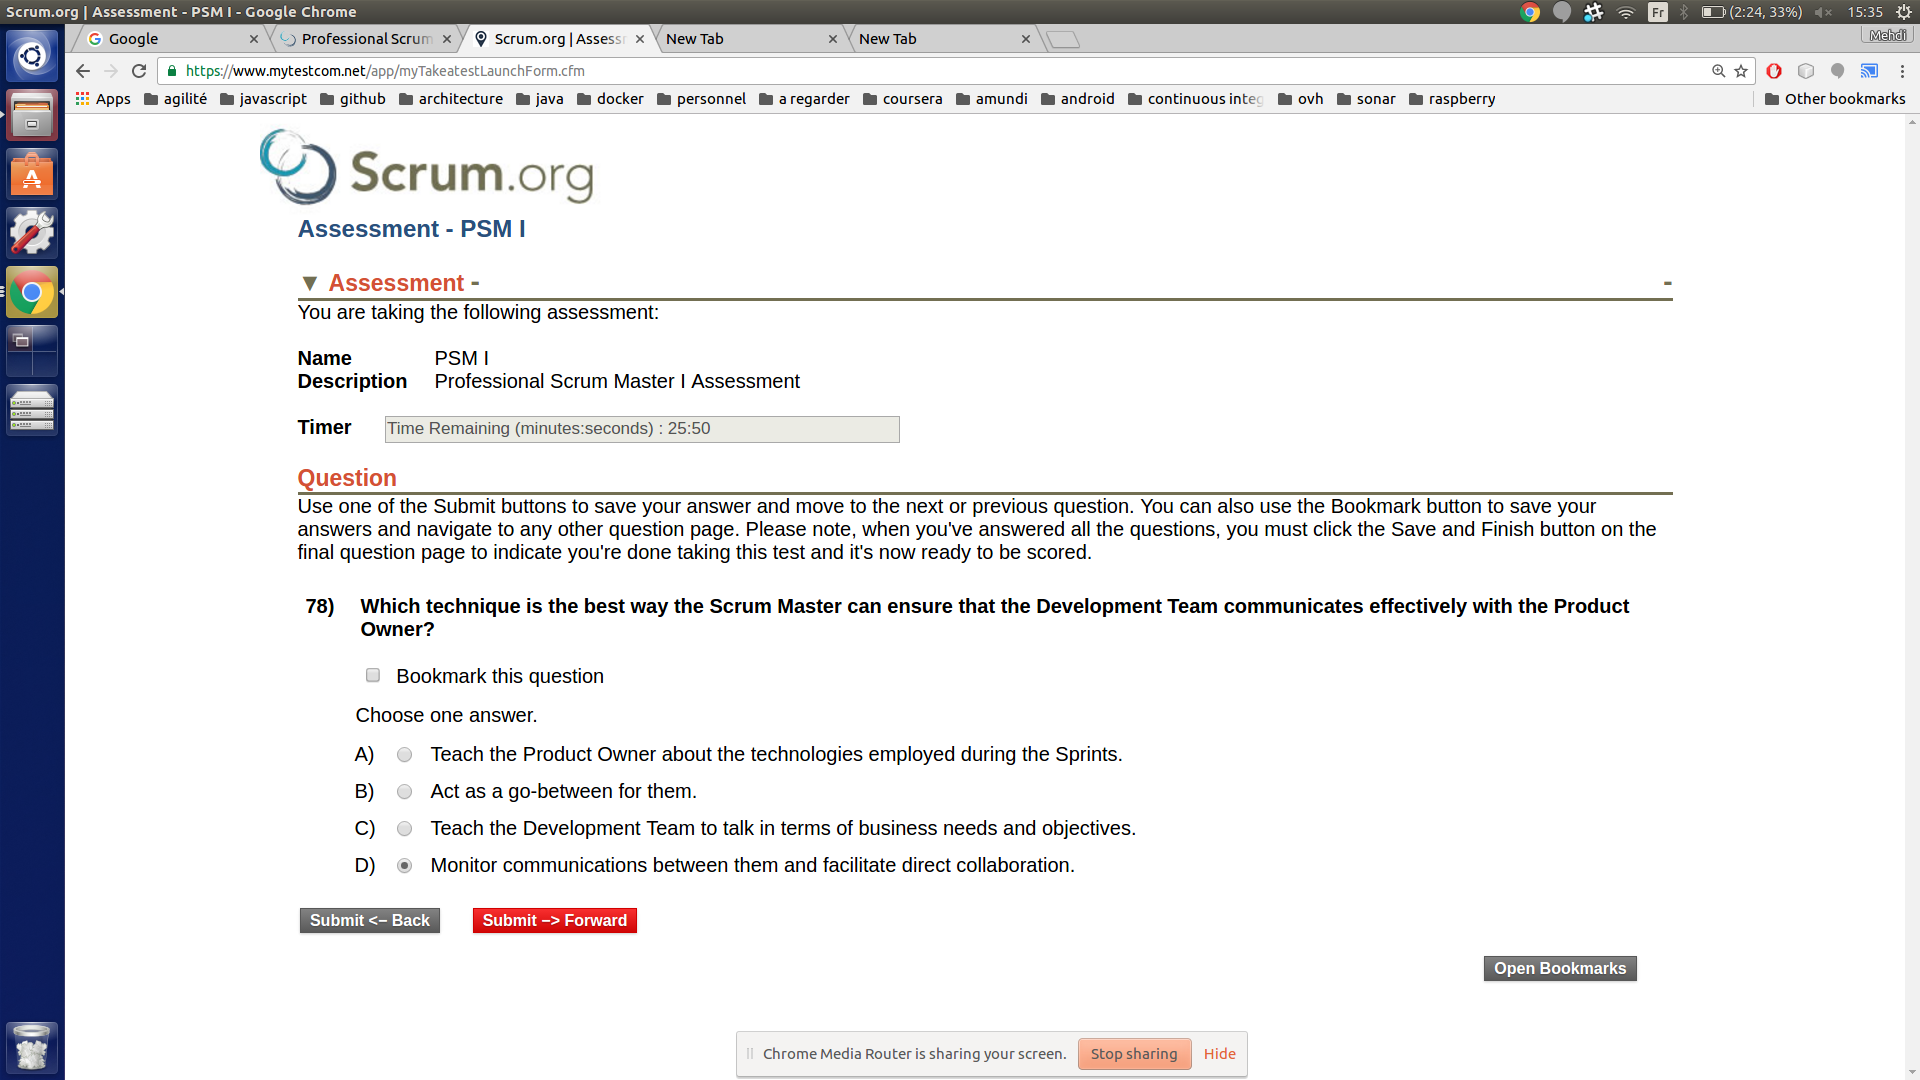 Scrum.org | Assessment - PSM I - Google Chrome
Fr
(2:24, 33%)
15:35
Google
Professional Scrum
Scrum.org | Assess
New Tab
New Tab
Mehdi
https://www.mytestcom.net/app/myTakeatestLaunchForm.cfm
Apps
agilité
javascript
github
architecture
java
docker
personnel
a regarder
coursera
amundi
android
continuous integ
ovh
sonar
raspberry
Other bookmarks
Scrum.org
Assessment - PSM I
▼ Assessment - -
You are taking the following assessment:
Name PSM I
Description Professional Scrum Master I Assessment
Timer Time Remaining (minutes:seconds) : 25:50
Question
Use one of the Submit buttons to save your answer and move to the next or previous question. You can also use the Bookmark button to save your
answers and navigate to any other question page. Please note, when you've answered all the questions, you must click the Save and Finish button on the
final question page to indicate you're done taking this test and it's now ready to be scored.
78) Which technique is the best way the Scrum Master can ensure that the Development Team communicates effectively with the Product
Owner?
Bookmark this question
Choose one answer.
A) Teach the Product Owner about the technologies employed during the Sprints.
B) Act as a go-between for them.
C) Teach the Development Team to talk in terms of business needs and objectives.
D) Monitor communications between them and facilitate direct collaboration.
Submit <– Back
Submit –> Forward
Open Bookmarks
Chrome Media Router is sharing your screen.
Stop sharing
Hide